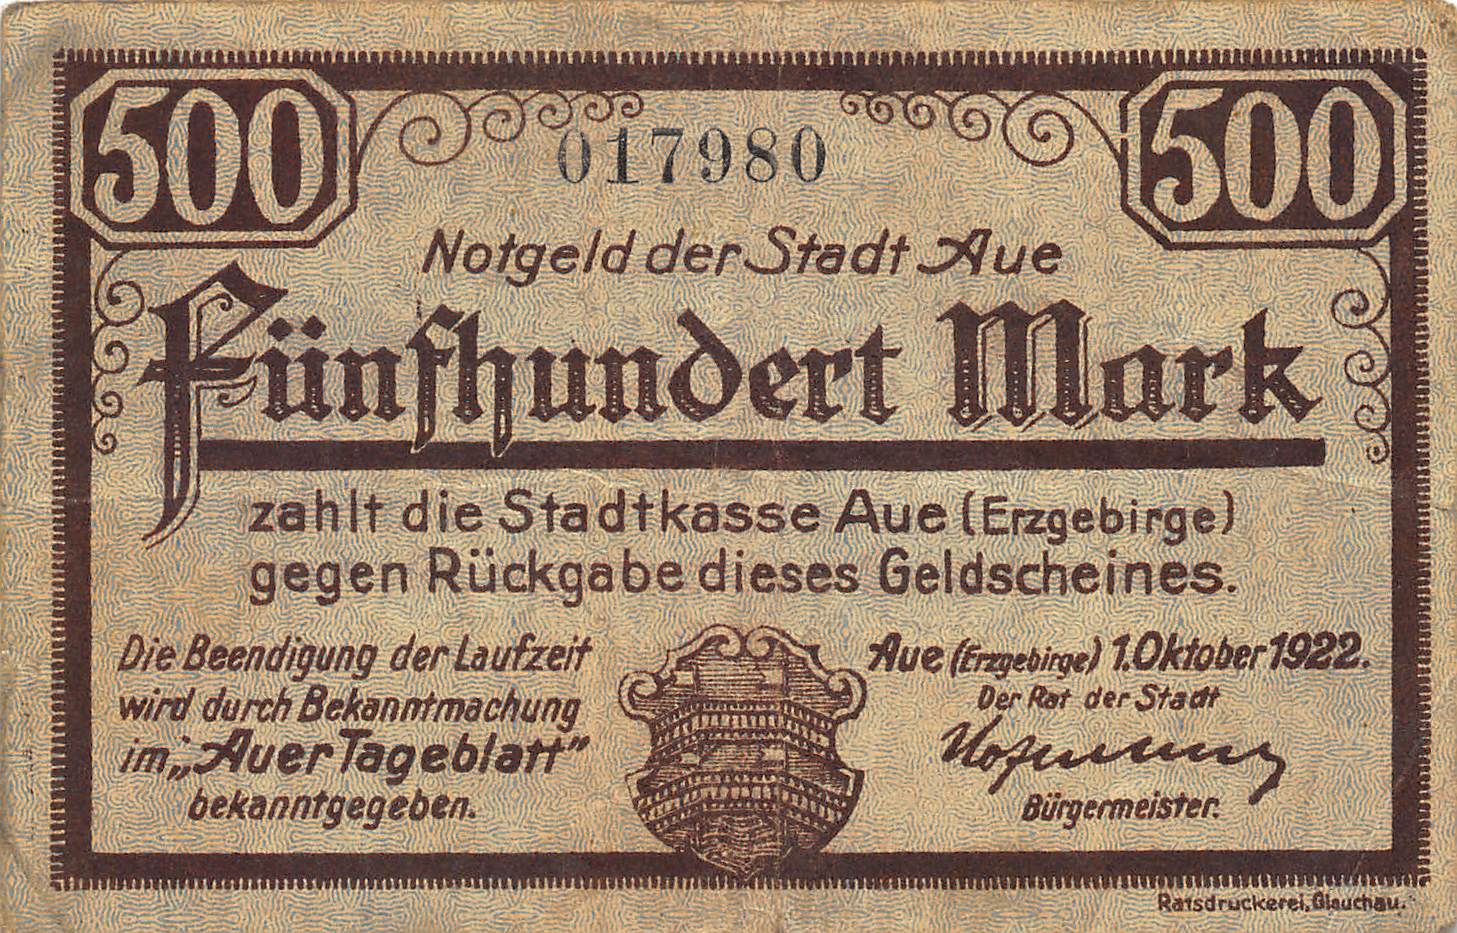 500 017980 500
Notgeld der Stadt Aue
Fünfhundert Mark
zahlt die Stadtkasse Aue (Erzgebirge)
gegen Rückgabe dieses Geldscheines.
Die Beendigung der Laufzeit
wird durch Bekanntmachung
im „Auer Tageblatt"
bekanntgegeben.
Aue (Erzgebirge) 1. Oktober 1922.
Der Rat der Stadt
Bürgermeister.
Ratsdruckerei, Glauchau.